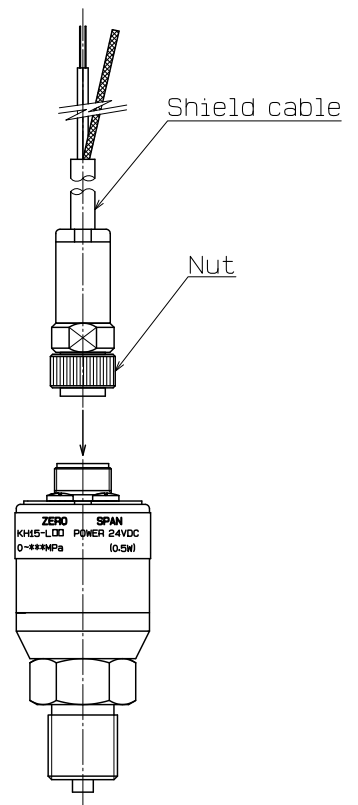 Shield cable
Nut
ZERO SPAN
KH15-L□□ POWER 24VDC
0~***MPa (0.5W)